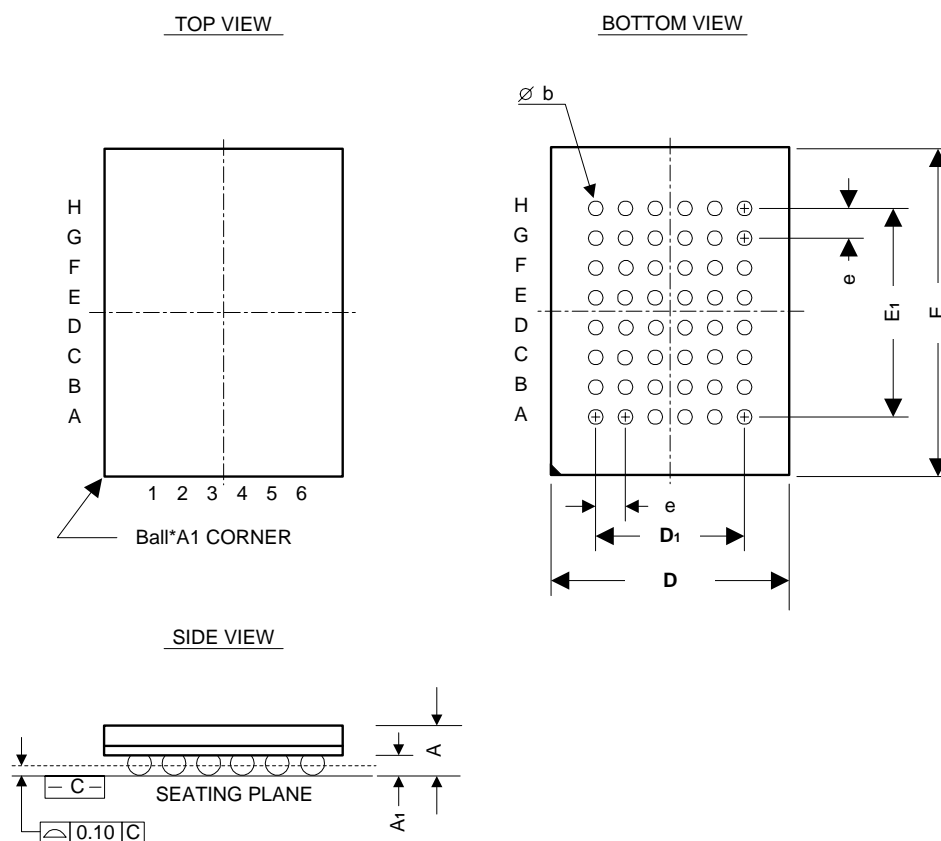 TOP VIEW
BOTTOM VIEW
Ø b
H
G
F
E
D
C
B
A
1 2 3 4 5 6
Ball*A1 CORNER
H
G
F
E
D
C
B
A
e
E1
e
D1
D
SIDE VIEW
A
A1
C
SEATING PLANE
0.10 C